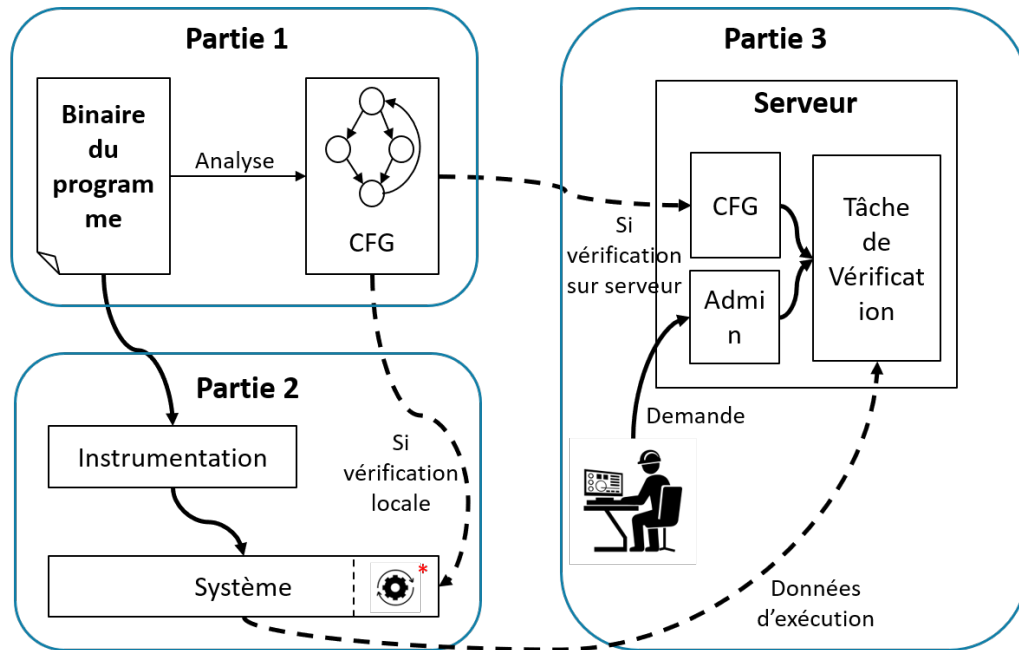 Partie 1
Binaire
du
program
me
Analyse
CFG
Partie 2
Instrumentation
Système
*
Si
vérification
locale
Partie 3
Serveur
CFG
Admi
n
Tâche
de
Vérificat
ion
Si
vérification
sur serveur
Demande
Données
d’exécution